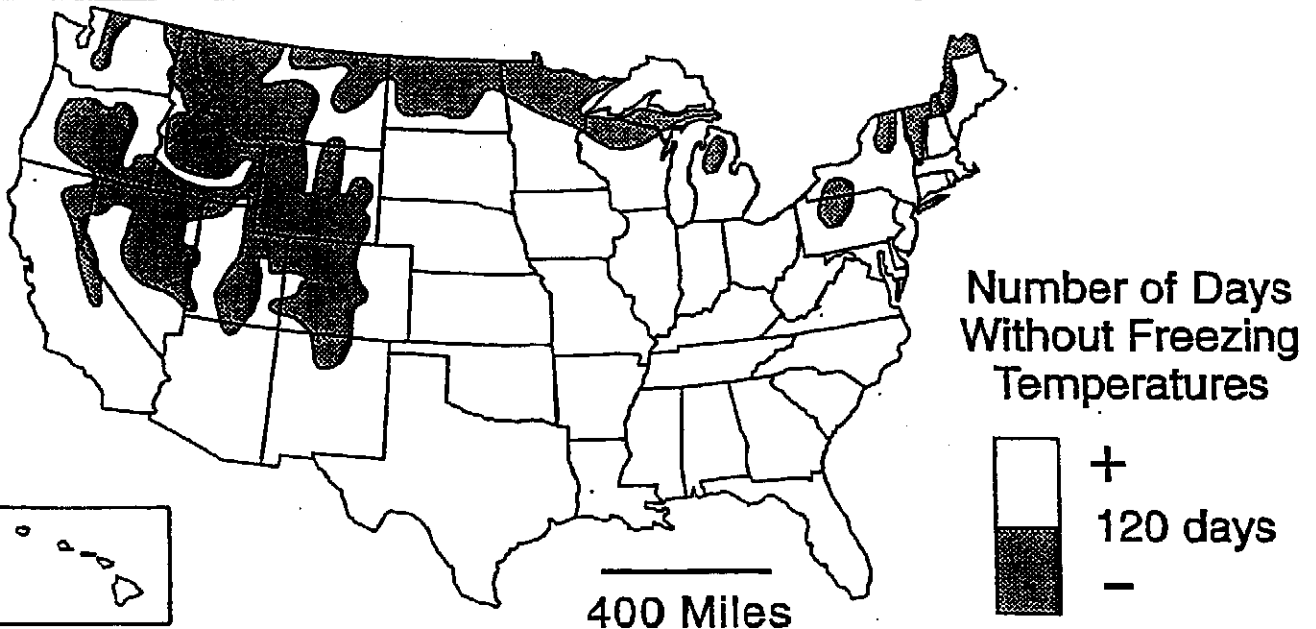 Number of Days
Without Freezing
Temperatures
+
120 days
−
400 Miles